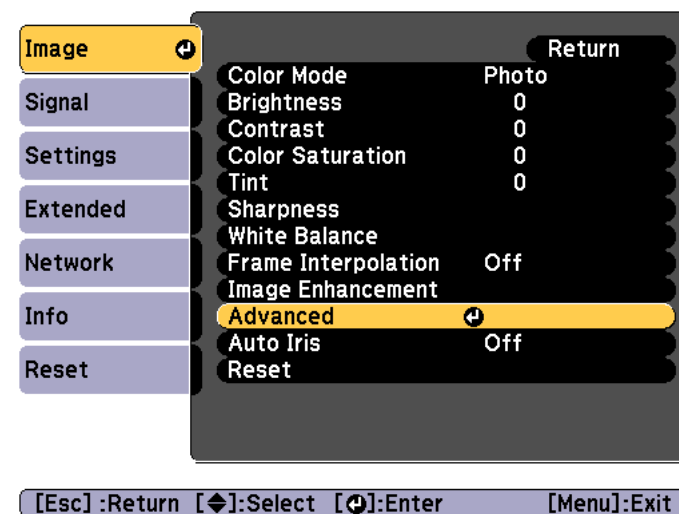 Image
Signal
Settings
Extended
Network
Info
Reset
Return
Color Mode Photo
Brightness 0
Contrast 0
Color Saturation 0
Tint 0
Sharpness
White Balance
Frame Interpolation Off
Image Enhancement
Advanced
Auto Iris Off
Reset
[Esc] :Return [◆]:Select [↵]:Enter [Menu]:Exit